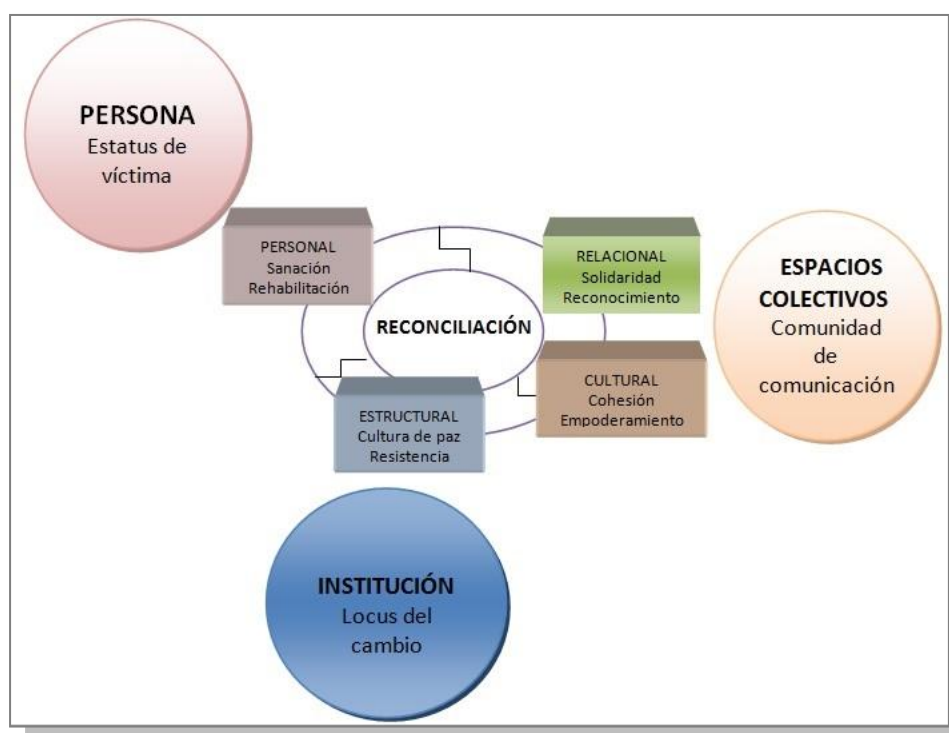 PERSONA
Estatus de
víctima
PERSONAL
Sanación
Rehabilitación
RELACIONAL
Solidaridad
Reconocimiento
ESPACIOS
COLECTIVOS
Comunidad
de
comunicación
RECONCILIACIÓN
CULTURAL
Cohesión
Empoderamiento
ESTRUCTURAL
Cultura de paz
Resistencia
INSTITUCIÓN
Locus del
cambio